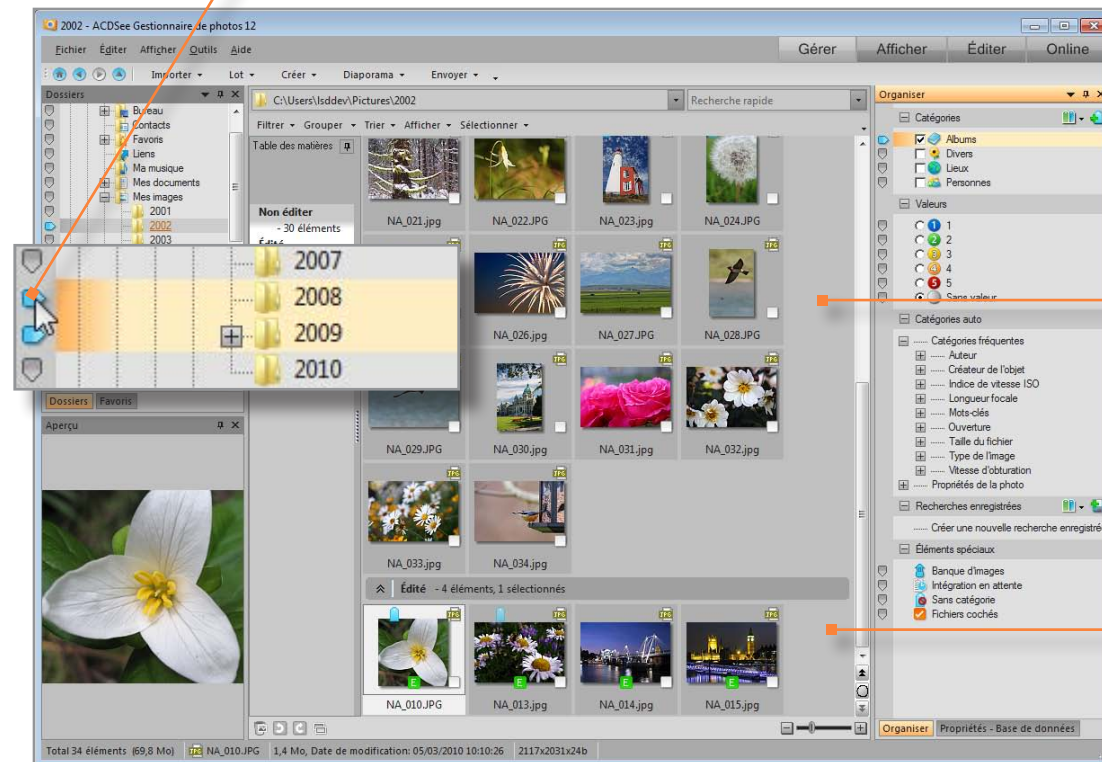 2002 - ACDSee Gestionnaire de photos 12
Fichier Éditer Afficher Outils Aide
Gérer Afficher Éditer Online
Importer Lot Créer Diaporama Envoyer
Dossiers
Bureau
Contacts
Favoris
Liens
Ma musique
Mes documents
Mes images
2001
2002
2003
2007
2008
2009
2010
Dossiers Favoris
Aperçu
C:\Users\lsddev\Pictures\2002
Recherche rapide
Filtrer Grouper Trier Afficher Sélectionner
Table des matières
Non éditer
- 30 éléments
Édité
NA_021.jpg NA_022.JPG NA_023.jpg NA_024.JPG
NA_026.jpg NA_027.JPG NA_028.JPG
NA_029.JPG NA_030.jpg NA_031.jpg NA_032.jpg
NA_033.jpg NA_034.jpg
Édité - 4 éléments, 1 sélectionnés
NA_010.JPG NA_013.jpg NA_014.jpg NA_015.jpg
Organiser
Catégories
Albums
Divers
Lieux
Personnes
Valeurs
1 1
2 2
3 3
4 4
5 5
Sans valeur
Catégories auto
Catégories fréquentes
Auteur
Créateur de l'objet
Indice de vitesse ISO
Longueur focale
Mots-clés
Ouverture
Taille du fichier
Type de l'image
Vitesse d'obturation
Propriétés de la photo
Recherches enregistrées
Créer une nouvelle recherche enregistré
Éléments spéciaux
Banque d'images
Intégration en attente
Sans catégorie
Fichiers cochés
Organiser Propriétés - Base de données
Total 34 éléments (69,8 Mo) JPG NA_010.JPG 1,4 Mo, Date de modification: 05/03/2010 10:10:26 2117x2031x24b